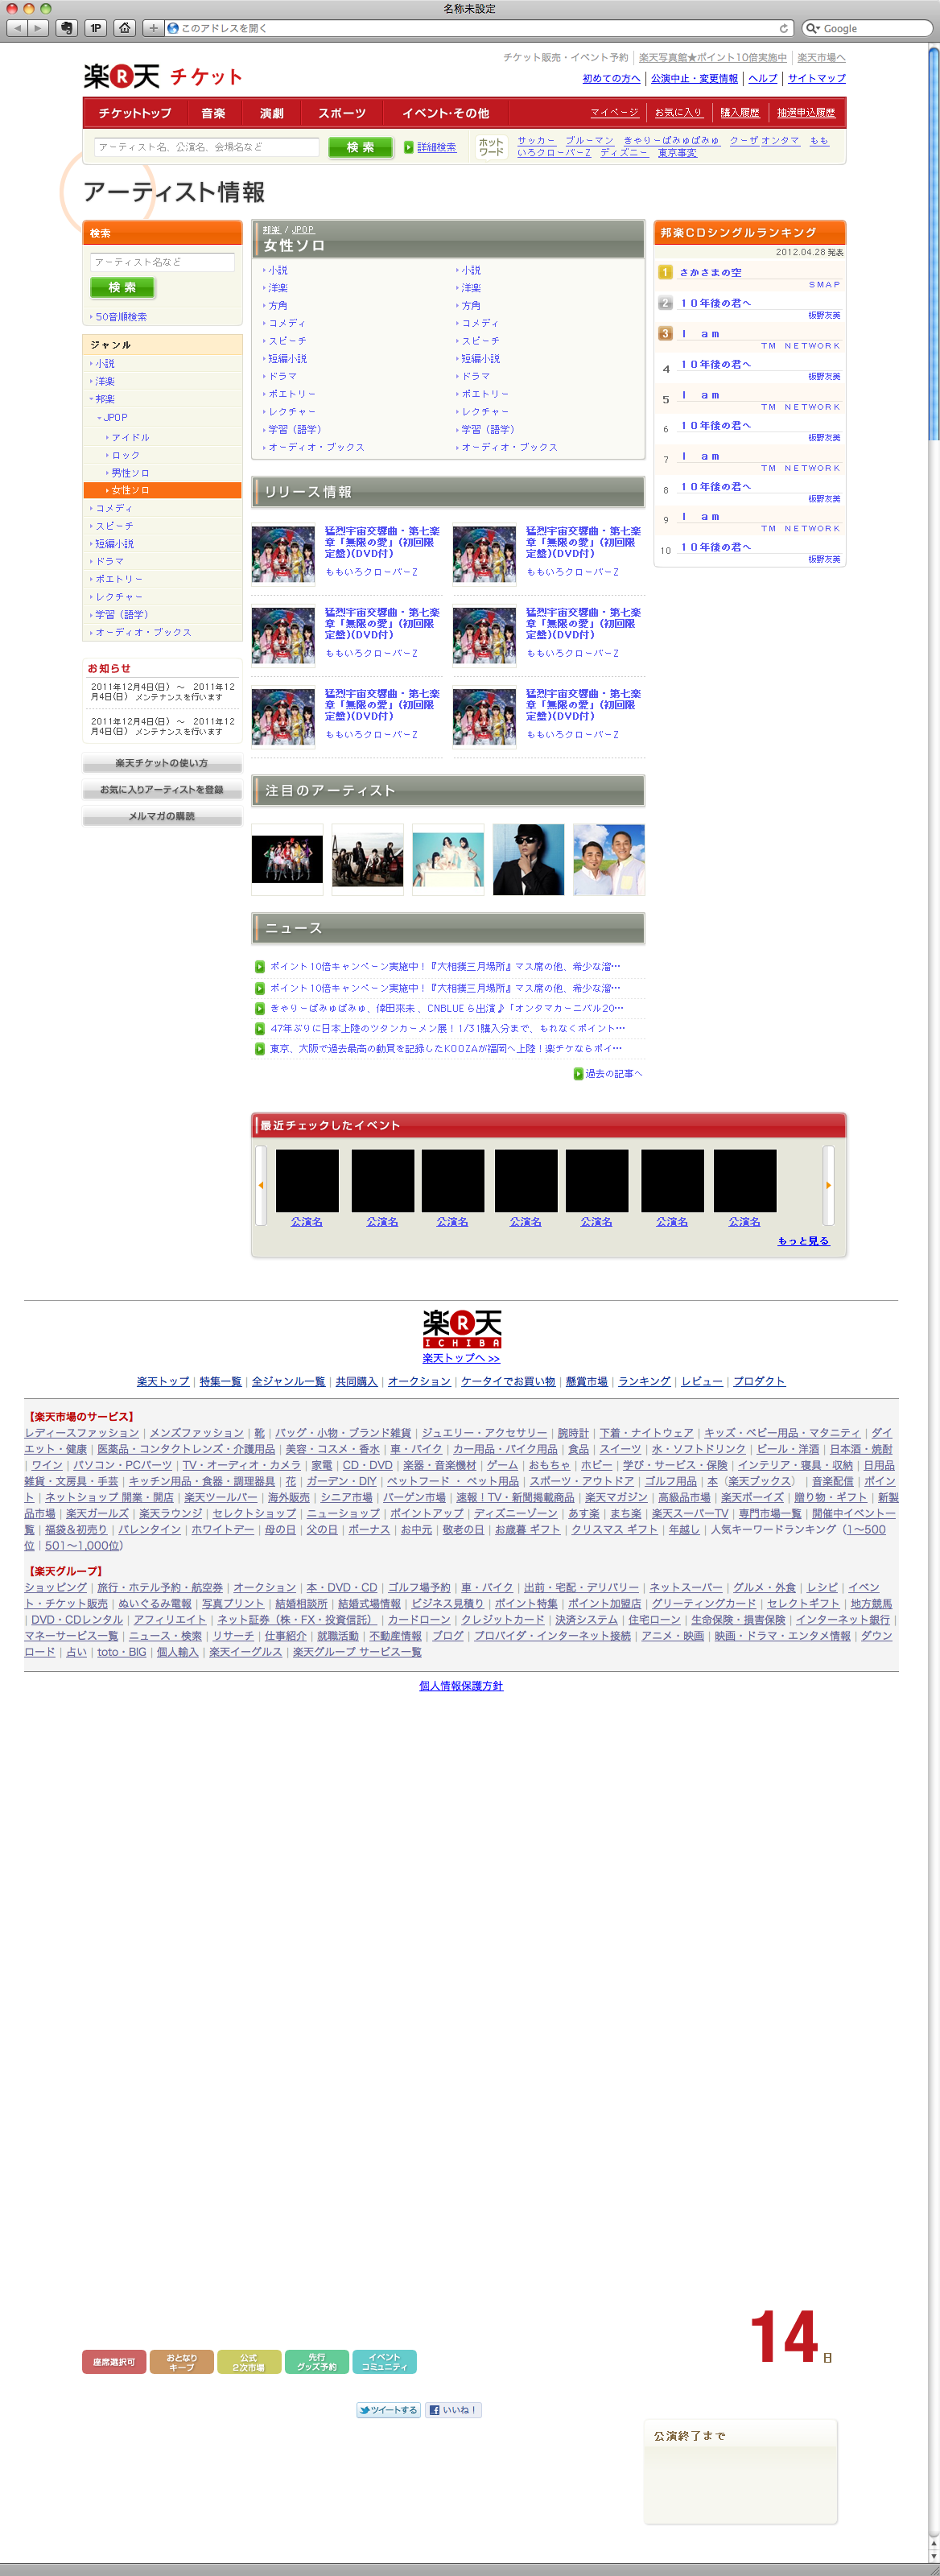 名称未設定
1P
このアドレスを開く
Google
チケット販売・イベント予約 楽天写真館★ポイント10倍実施中 楽天市場へ
楽天 チケット
初めての方へ 公演中止・変更情報 ヘルプ サイトマップ
チケットトップ 音楽 演劇 スポーツ イベント・その他 マイページ お気に入り 購入履歴 抽選申込履歴
アーティスト名、公演名、会場名など 検索 詳細検索 ホットワード サッカー ブルーマン きゃりーぱみゅぱみゅ クーザ オンタマ もも
いろクローバーZ ディズニー 東京事変
アーティスト情報
検索
アーティスト名など
検索
50音順検索
ジャンル
小説
洋楽
邦楽
JPOP
アイドル
ロック
男性ソロ
女性ソロ
コメディ
スピーチ
短編小説
ドラマ
ポエトリー
レクチャー
学習（語学）
オーディオ・ブックス
お知らせ
2011年12月4日(日) ～ 2011年12
月4日(日) メンテナンスを行います
2011年12月4日(日) ～ 2011年12
月4日(日) メンテナンスを行います
楽天チケットの使い方
お気に入りアーティストを登録
メルマガの購読
邦楽 / JPOP
女性ソロ
小説 小説
洋楽 洋楽
方角 方角
コメディ コメディ
スピーチ スピーチ
短編小説 短編小説
ドラマ ドラマ
ポエトリー ポエトリー
レクチャー レクチャー
学習（語学） 学習（語学）
オーディオ・ブックス オーディオ・ブックス
リリース情報
猛烈宇宙交響曲・第七楽 猛烈宇宙交響曲・第七楽
章「無限の愛」(初回限 章「無限の愛」(初回限
定盤)(DVD付) 定盤)(DVD付)
ももいろクローバーZ ももいろクローバーZ
猛烈宇宙交響曲・第七楽 猛烈宇宙交響曲・第七楽
章「無限の愛」(初回限 章「無限の愛」(初回限
定盤)(DVD付) 定盤)(DVD付)
ももいろクローバーZ ももいろクローバーZ
猛烈宇宙交響曲・第七楽 猛烈宇宙交響曲・第七楽
章「無限の愛」(初回限 章「無限の愛」(初回限
定盤)(DVD付) 定盤)(DVD付)
ももいろクローバーZ ももいろクローバーZ
注目のアーティスト
ニュース
ポイント10倍キャンペーン実施中！『大相撲三月場所』マス席の他、希少な溜…
ポイント10倍キャンペーン実施中！『大相撲三月場所』マス席の他、希少な溜…
きゃりーぱみゅぱみゅ、倖田來未 、CNBLUEら出演♪「オンタマカーニバル20…
47年ぶりに日本上陸のツタンカーメン展！1/31購入分まで、もれなくポイント…
東京、大阪で過去最高の動員を記録したKOOZAが福岡へ上陸！楽チケならポイ…
過去の記事へ
邦楽CDシングルランキング
2012.04.28 発表
1 さかさまの空
SMAP
2 10年後の君へ
板野友美
3 I am
TM NETWORK
4 10年後の君へ
板野友美
5 I am
TM NETWORK
6 10年後の君へ
板野友美
7 I am
TM NETWORK
8 10年後の君へ
板野友美
9 I am
TM NETWORK
10 10年後の君へ
板野友美
最近チェックしたイベント
公演名 公演名 公演名 公演名 公演名 公演名 公演名
もっと見る
楽天
ICHIBA
楽天トップへ >>
楽天トップ | 特集一覧 | 全ジャンル一覧 | 共同購入 | オークション | ケータイでお買い物 | 懸賞市場 | ランキング | レビュー | プロダクト
【楽天市場のサービス】
レディースファッション | メンズファッション | 靴 | バッグ・小物・ブランド雑貨 | ジュエリー・アクセサリー | 腕時計 | 下着・ナイトウェア | キッズ・ベビー用品・マタニティ | ダイ
エット・健康 | 医薬品・コンタクトレンズ・介護用品 | 美容・コスメ・香水 | 車・バイク | カー用品・バイク用品 | 食品 | スイーツ | 水・ソフトドリンク | ビール・洋酒 | 日本酒・焼酎
| ワイン | パソコン・PCパーツ | TV・オーディオ・カメラ | 家電 | CD・DVD | 楽器・音楽機材 | ゲーム | おもちゃ | ホビー | 学び・サービス・保険 | インテリア・寝具・収納 | 日用品
雑貨・文房具・手芸 | キッチン用品・食器・調理器具 | 花 | ガーデン・DIY | ペットフード ・ ペット用品 | スポーツ・アウトドア | ゴルフ用品 | 本（楽天ブックス） | 音楽配信 | ポイン
ト | ネットショップ 開業・開店 | 楽天ツールバー | 海外販売 | シニア市場 | バーゲン市場 | 速報！TV・新聞掲載商品 | 楽天マガジン | 高級品市場 | 楽天ボーイズ | 贈り物・ギフト | 新製
品市場 | 楽天ガールズ | 楽天ラウンジ | セレクトショップ | ニューショップ | ポイントアップ | ディズニーゾーン | あす楽 | まち楽 | 楽天スーパーTV | 専門市場一覧 | 開催中イベント一
覧 | 福袋＆初売り | バレンタイン | ホワイトデー | 母の日 | 父の日 | ボーナス | お中元 | 敬老の日 | お歳暮 ギフト | クリスマス ギフト | 年越し | 人気キーワードランキング（1〜500
位 | 501〜1,000位）
【楽天グループ】
ショッピング | 旅行・ホテル予約・航空券 | オークション | 本・DVD・CD | ゴルフ場予約 | 車・バイク | 出前・宅配・デリバリー | ネットスーパー | グルメ・外食 | レシピ | イベン
ト・チケット販売 | ぬいぐるみ電報 | 写真プリント | 結婚相談所 | 結婚式場情報 | ビジネス見積り | ポイント特集 | ポイント加盟店 | グリーティングカード | セレクトギフト | 地方競馬
| DVD・CDレンタル | アフィリエイト | ネット証券（株・FX・投資信託） | カードローン | クレジットカード | 決済システム | 住宅ローン | 生命保険・損害保険 | インターネット銀行 |
マネーサービス一覧 | ニュース・検索 | リサーチ | 仕事紹介 | 就職活動 | 不動産情報 | ブログ | プロバイダ・インターネット接続 | アニメ・映画 | 映画・ドラマ・エンタメ情報 | ダウン
ロード | 占い | toto・BIG | 個人輸入 | 楽天イーグルス | 楽天グループ サービス一覧
個人情報保護方針
14日
座席選択可 おとなりキープ 公式2次市場 先行グッズ予約 イベントコミュニティ
ツイートする いいね！
公演終了まで